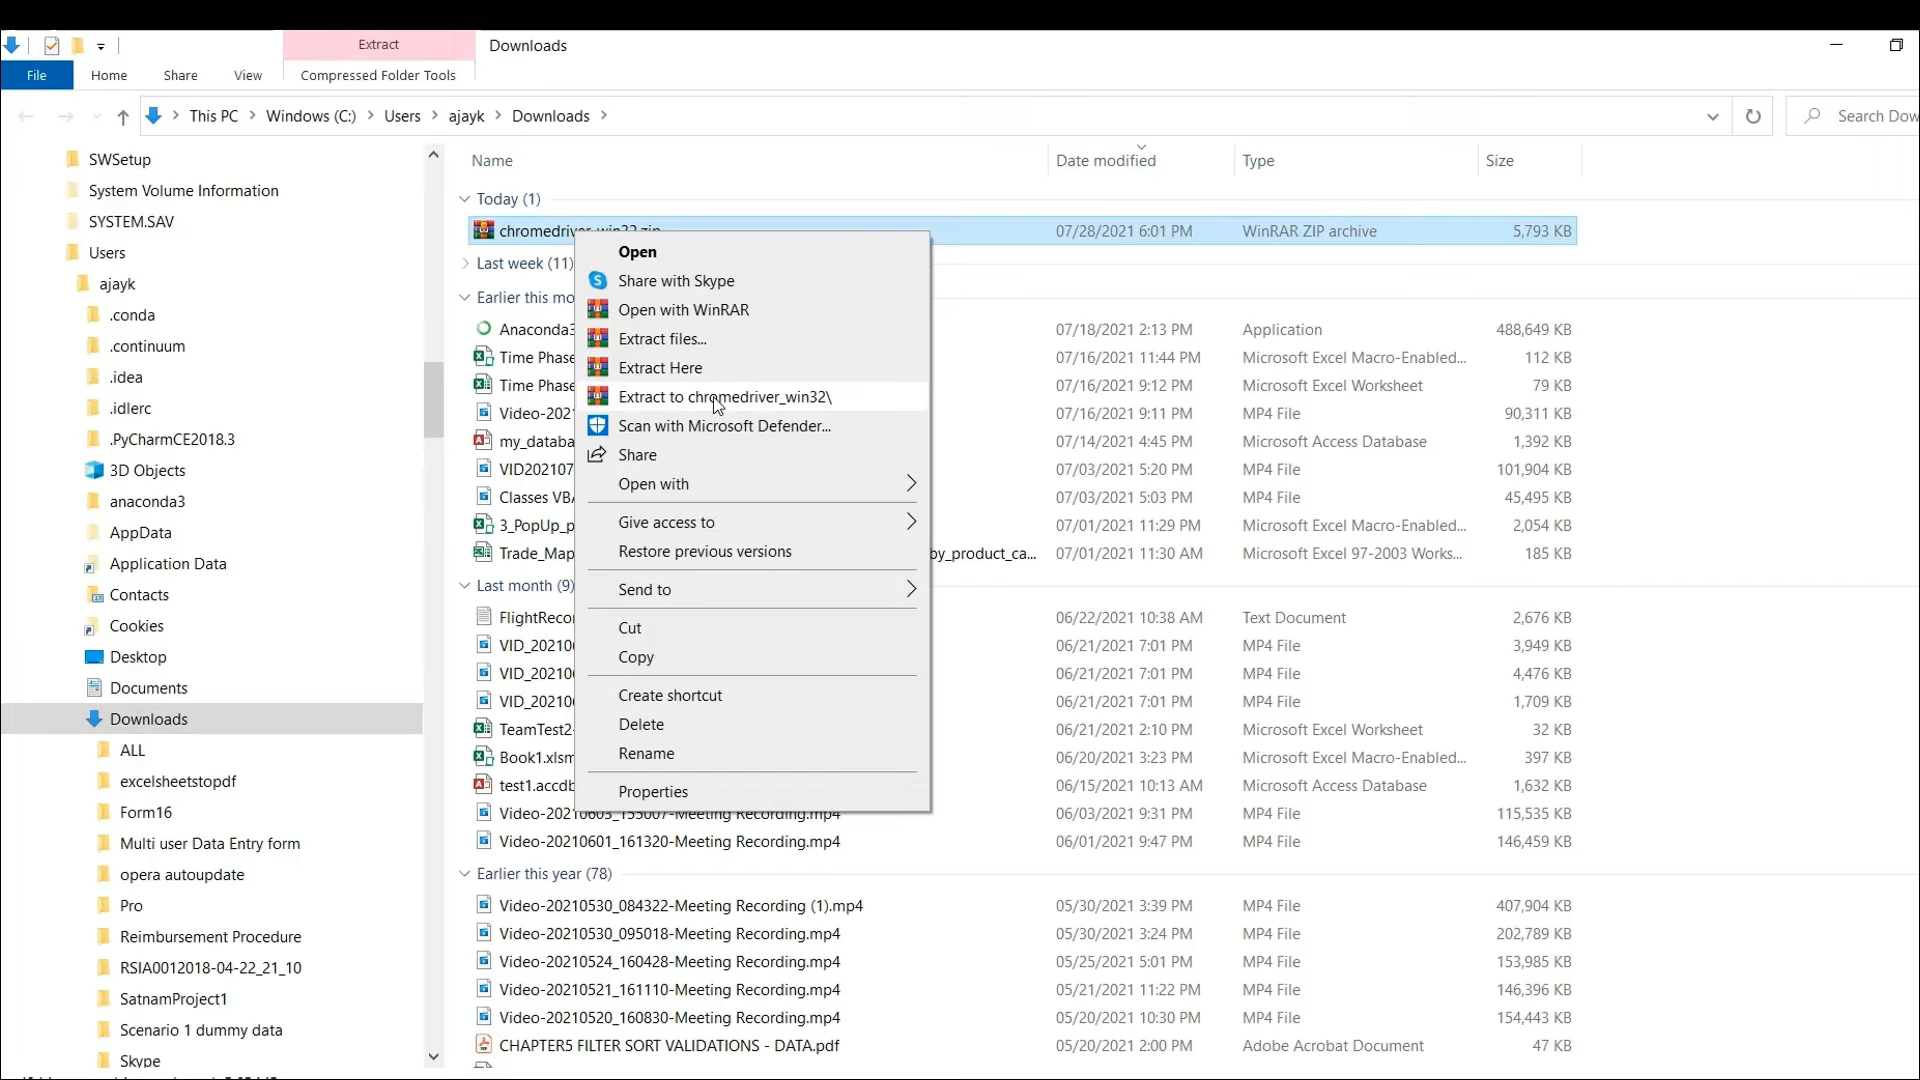 Extract
Downloads
File
Home
Share
View
Compressed Folder Tools
This PC
Windows (C:)
Users
ajayk
Downloads
Search Dow
SWSetup
System Volume Information
SYSTEM.SAV
Users
ajayk
.conda
.continuum
.idea
.idlerc
.PyCharmCE2018.3
3D Objects
anaconda3
AppData
Application Data
Contacts
Cookies
Desktop
Documents
Downloads
ALL
excelsheetstopdf
Form16
Multi user Data Entry form
opera autoupdate
Pro
Reimbursement Procedure
RSIA0012018-04-22_21_10
SatnamProject1
Scenario 1 dummy data
Skype
Name Date modified Type Size
Today (1)
chromedriver_win32.zip 07/28/2021 6:01 PM WinRAR ZIP archive 5,793 KB
Last week (11)
Earlier this mo
Anaconda3 07/18/2021 2:13 PM Application 488,649 KB
Time Phase 07/16/2021 11:44 PM Microsoft Excel Macro-Enabled... 112 KB
Time Phase 07/16/2021 9:12 PM Microsoft Excel Worksheet 79 KB
Video-202 07/16/2021 9:11 PM MP4 File 90,311 KB
my_databa 07/14/2021 4:45 PM Microsoft Access Database 1,392 KB
VID202107 07/03/2021 5:20 PM MP4 File 101,904 KB
Classes VBA 07/03/2021 5:03 PM MP4 File 45,495 KB
3_PopUp_p 07/01/2021 11:29 PM Microsoft Excel Macro-Enabled... 2,054 KB
Trade_Map by_product_ca... 07/01/2021 11:30 AM Microsoft Excel 97-2003 Works... 185 KB
Last month (9)
FlightReco 06/22/2021 10:38 AM Text Document 2,676 KB
VID_20210 06/21/2021 7:01 PM MP4 File 3,949 KB
VID_20210 06/21/2021 7:01 PM MP4 File 4,476 KB
VID_20210 06/21/2021 7:01 PM MP4 File 1,709 KB
TeamTest2- 06/21/2021 2:10 PM Microsoft Excel Worksheet 32 KB
Book1.xlsm 06/20/2021 3:23 PM Microsoft Excel Macro-Enabled... 397 KB
test1.accdb 06/15/2021 10:13 AM Microsoft Access Database 1,632 KB
Video-20210603_155007-Meeting Recording.mp4 06/03/2021 9:31 PM MP4 File 115,535 KB
Video-20210601_161320-Meeting Recording.mp4 06/01/2021 9:47 PM MP4 File 146,459 KB
Earlier this year (78)
Video-20210530_084322-Meeting Recording (1).mp4 05/30/2021 3:39 PM MP4 File 407,904 KB
Video-20210530_095018-Meeting Recording.mp4 05/30/2021 3:24 PM MP4 File 202,789 KB
Video-20210524_160428-Meeting Recording.mp4 05/25/2021 5:01 PM MP4 File 153,985 KB
Video-20210521_161110-Meeting Recording.mp4 05/21/2021 11:22 PM MP4 File 146,396 KB
Video-20210520_160830-Meeting Recording.mp4 05/20/2021 10:30 PM MP4 File 154,443 KB
CHAPTER5 FILTER SORT VALIDATIONS - DATA.pdf 05/20/2021 2:00 PM Adobe Acrobat Document 47 KB
Open
Share with Skype
Open with WinRAR
Extract files...
Extract Here
Extract to chromedriver_win32\
Scan with Microsoft Defender...
Share
Open with
Give access to
Restore previous versions
Send to
Cut
Copy
Create shortcut
Delete
Rename
Properties